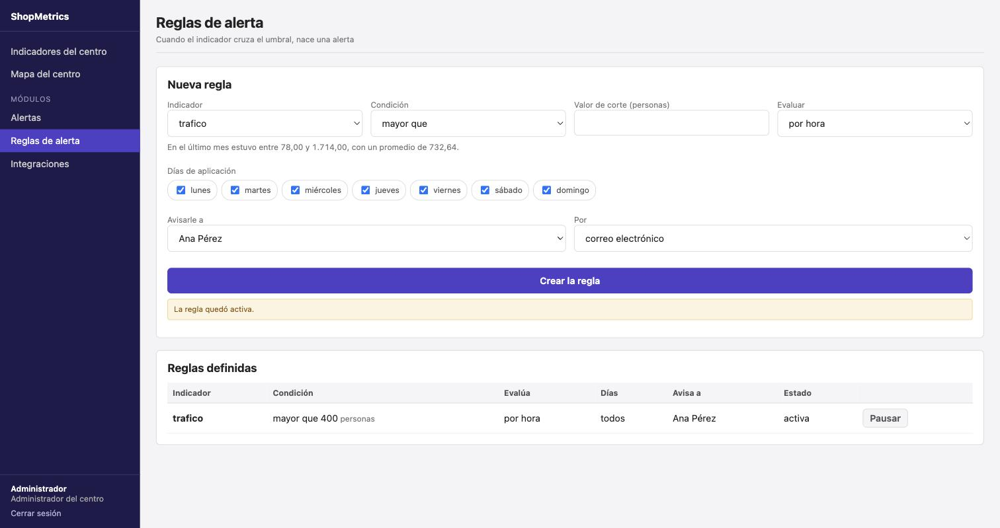 ShopMetrics
Indicadores del centro
Mapa del centro
MÓDULOS
Alertas
Reglas de alerta
Integraciones
Administrador
Administrador del centro
Cerrar sesión
Reglas de alerta
Cuando el indicador cruza el umbral, nace una alerta
Nueva regla
Indicador Condición Valor de corte (personas) Evaluar
trafico mayor que por hora
En el último mes estuvo entre 78,00 y 1.714,00, con un promedio de 732,64.
Días de aplicación
lunes martes miércoles jueves viernes sábado domingo
Avisarle a Por
Ana Pérez correo electrónico
Crear la regla
La regla quedó activa.
Reglas definidas
Indicador Condición Evalúa Días Avisa a Estado
trafico mayor que 400 personas por hora todos Ana Pérez activa Pausar